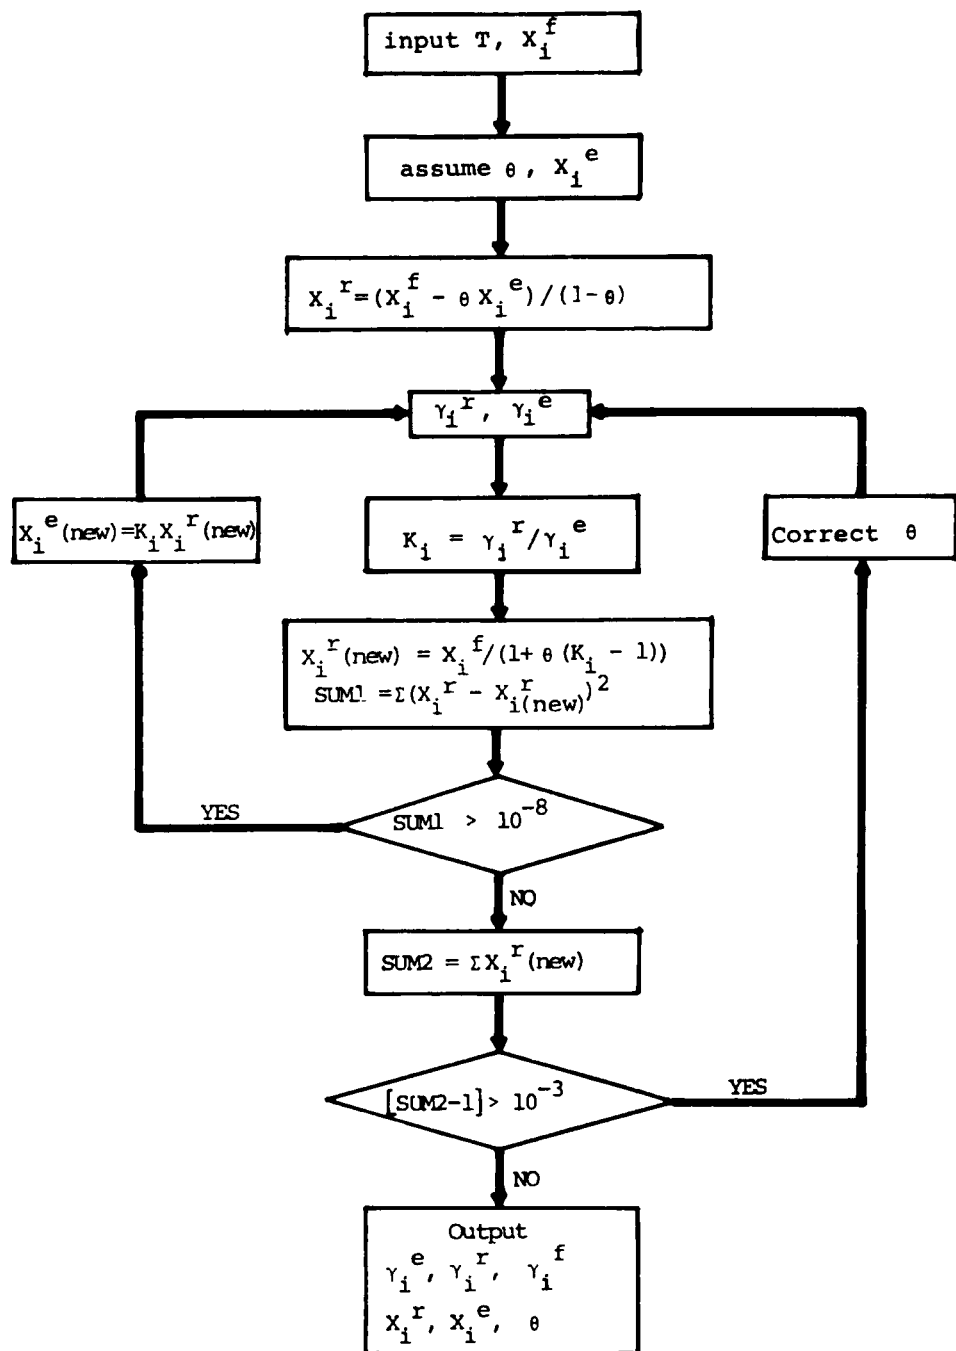 input T, X_i^f
assume θ, X_i^e
X_i^r=(X_i^f - θ X_i^e)/(1-θ)
γ_i^r, γ_i^e
X_i^e(new)=K_i X_i^r(new)
K_i = γ_i^r/γ_i^e
Correct θ
X_i^r(new) = X_i^f/(1+ θ (K_i - 1))
SUM1 =Σ(X_i^r - X_i^r(new))^2
YES
SUM1 > 10^-8
NO
SUM2 = ΣX_i^r(new)
[SUM2-1]> 10^-3
YES
NO
Output
γ_i^e, γ_i^r, γ_i^f
X_i^r, X_i^e, θ